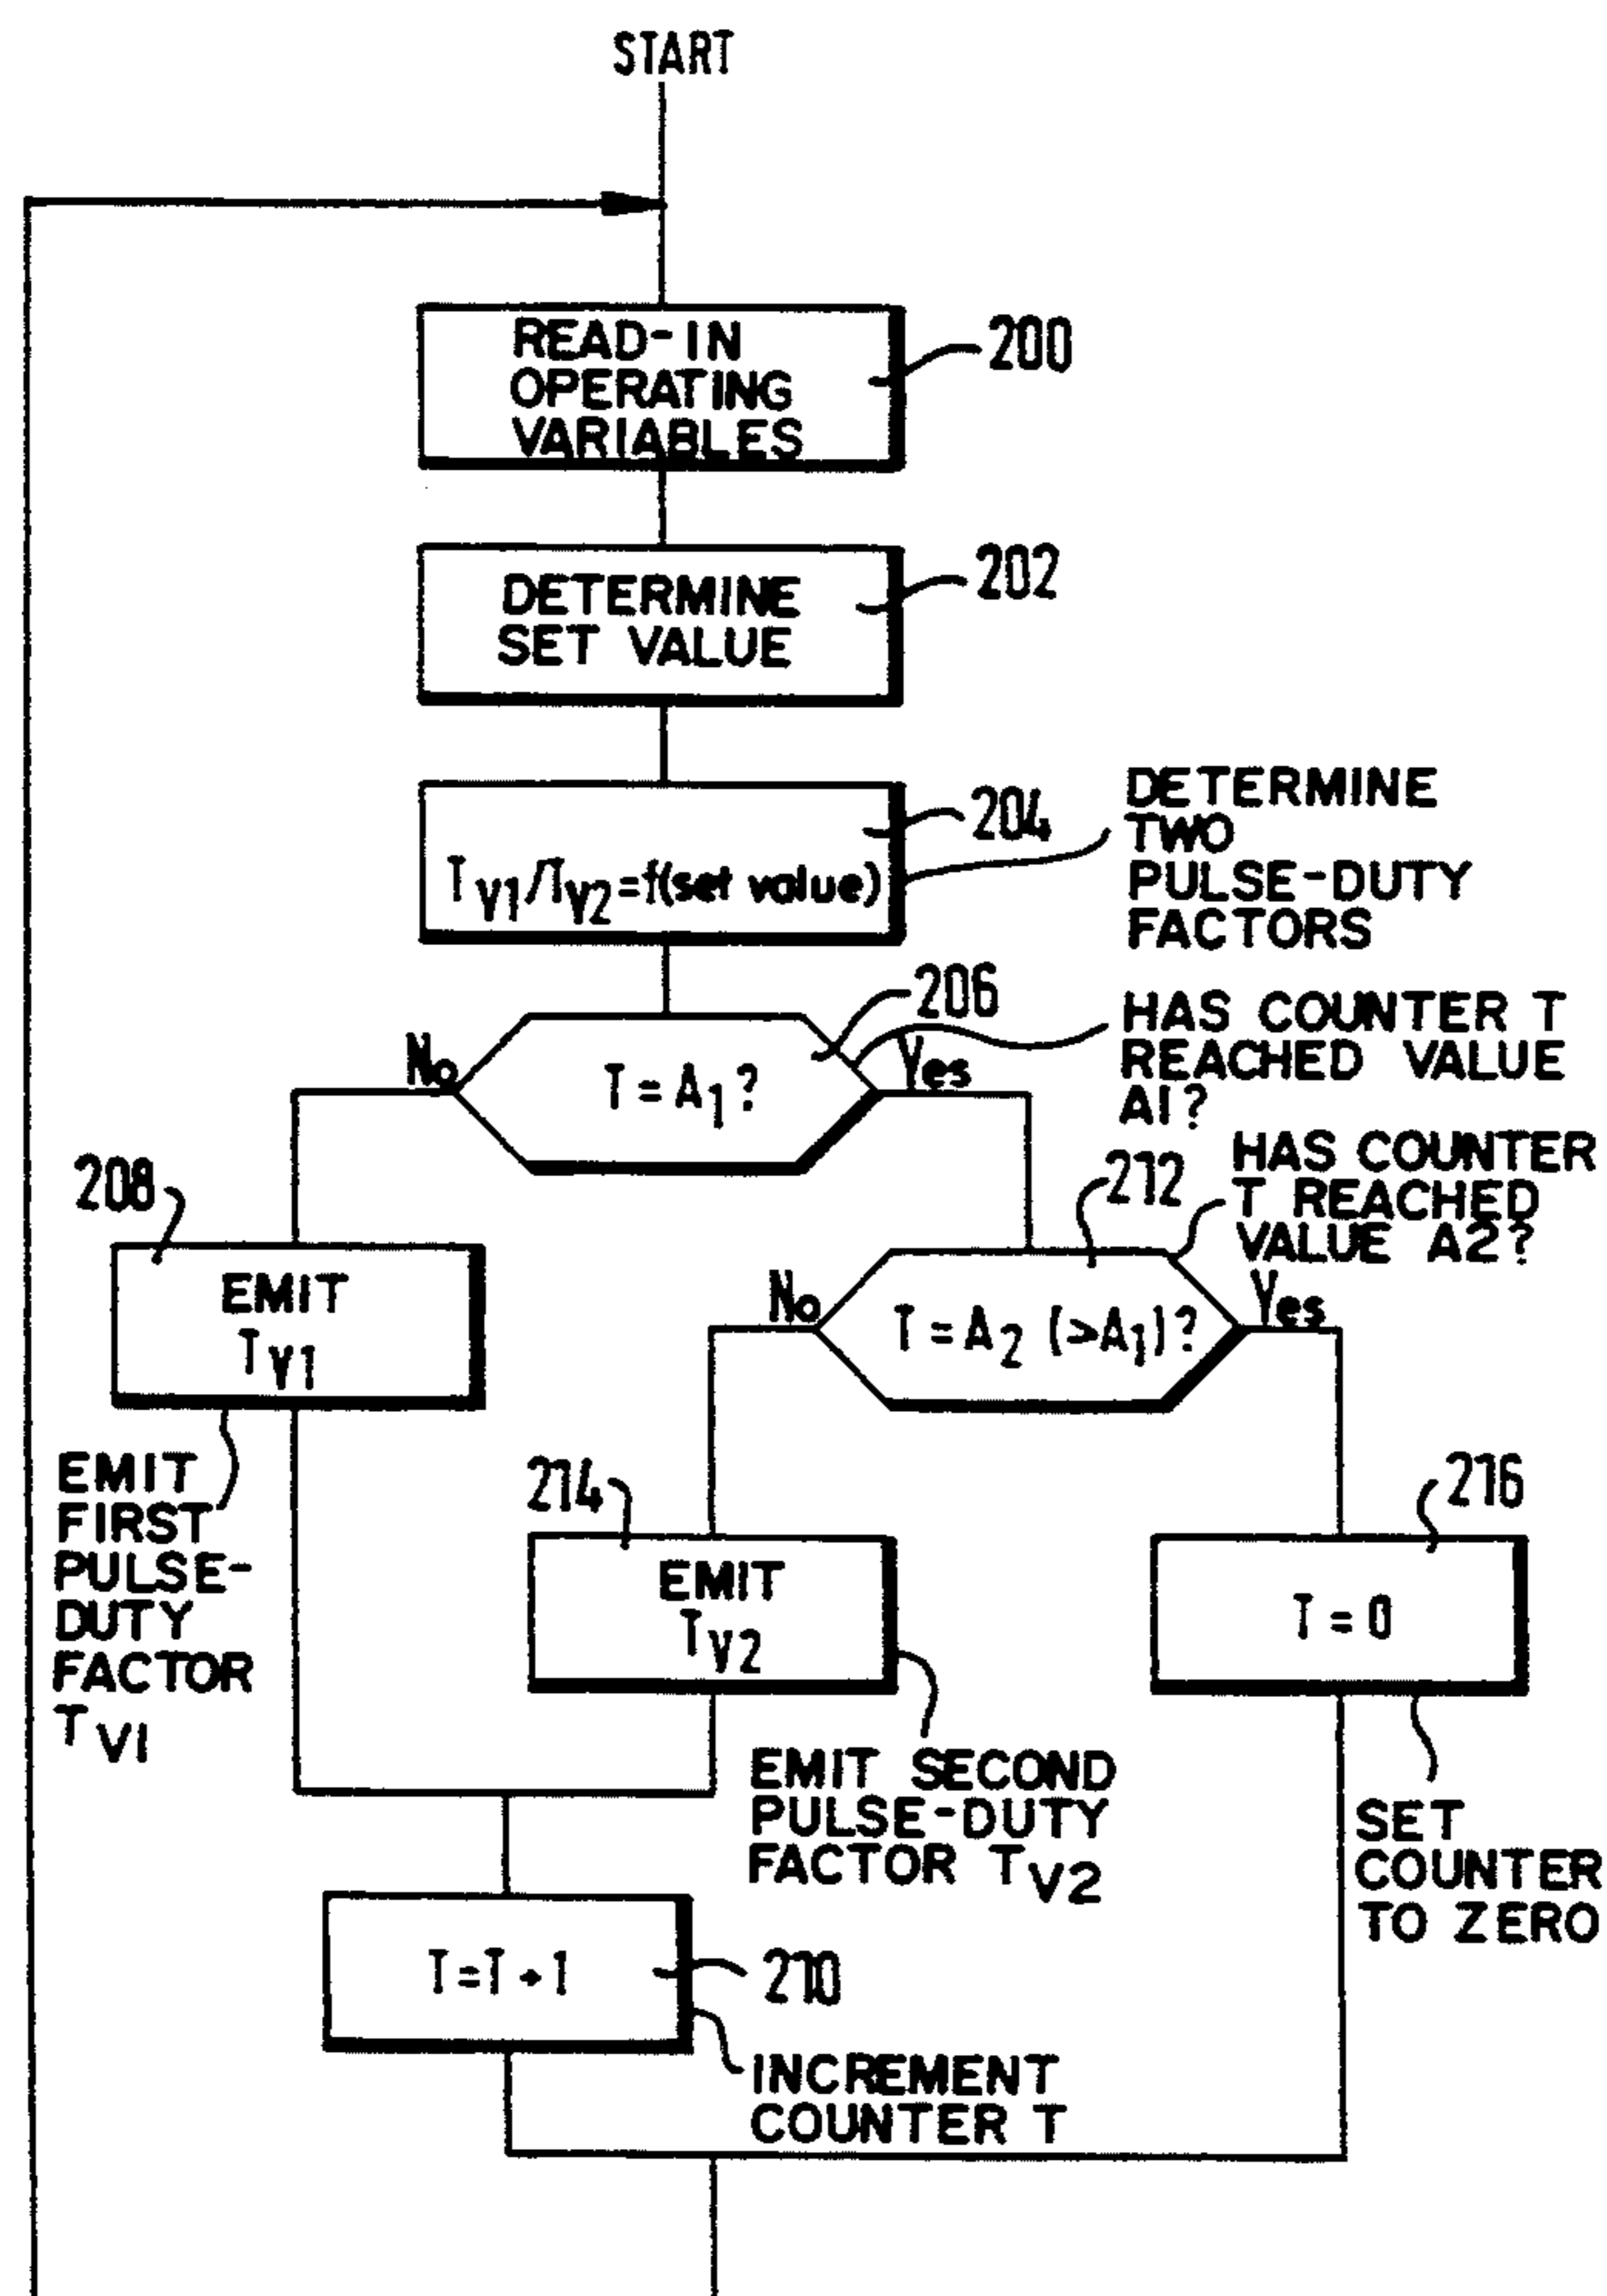 START
READ-IN
OPERATING
VARIABLES
200
DETERMINE
SET VALUE
202
204
T V1/T V2=f(set value)
DETERMINE
TWO
PULSE-DUTY
FACTORS
206
No
T = A1?
Yes
HAS COUNTER T
REACHED VALUE
A1?
208
EMIT
TV1
212
HAS COUNTER
T REACHED
VALUE A2?
No
T = A2 (>A1)?
Yes
EMIT
FIRST
PULSE-
DUTY
FACTOR
TV1
214
EMIT
TV2
216
T = 0
EMIT SECOND
PULSE-DUTY
FACTOR TV2
SET
COUNTER
TO ZERO
T=T+1
210
INCREMENT
COUNTER T